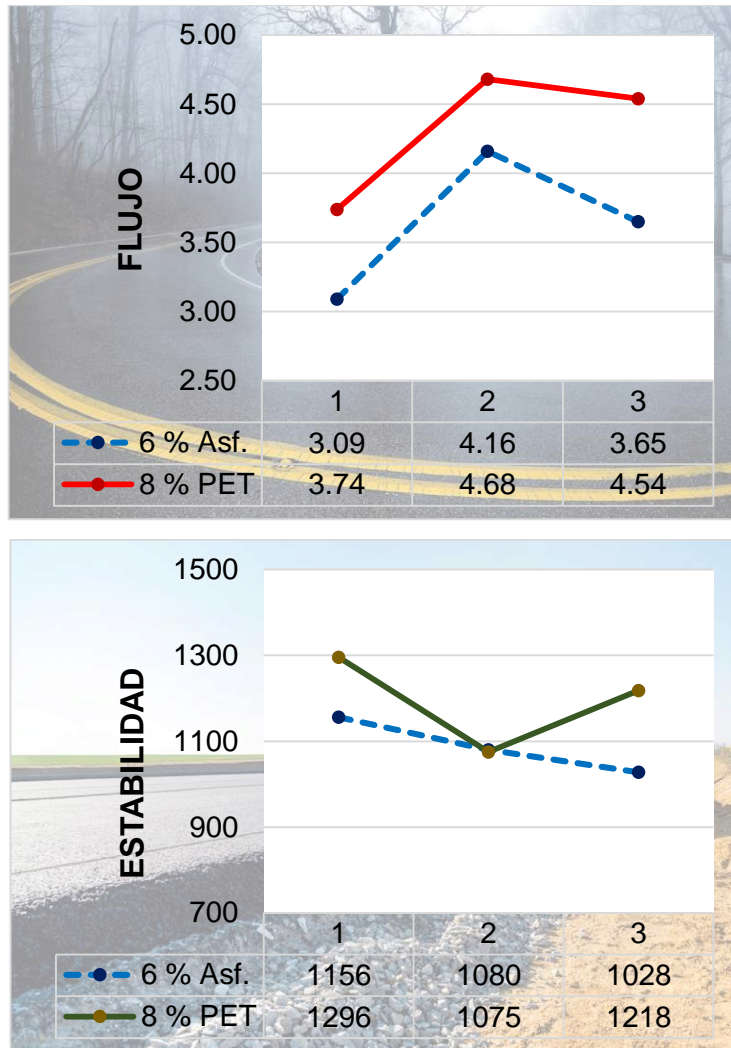 5.00
4.50
4.00
3.50
3.00
2.50
FLUJO
1 2 3
6 % Asf. 3.09 4.16 3.65
8 % PET 3.74 4.68 4.54
1500
1300
1100
900
700
ESTABILIDAD
1 2 3
6 % Asf. 1156 1080 1028
8 % PET 1296 1075 1218